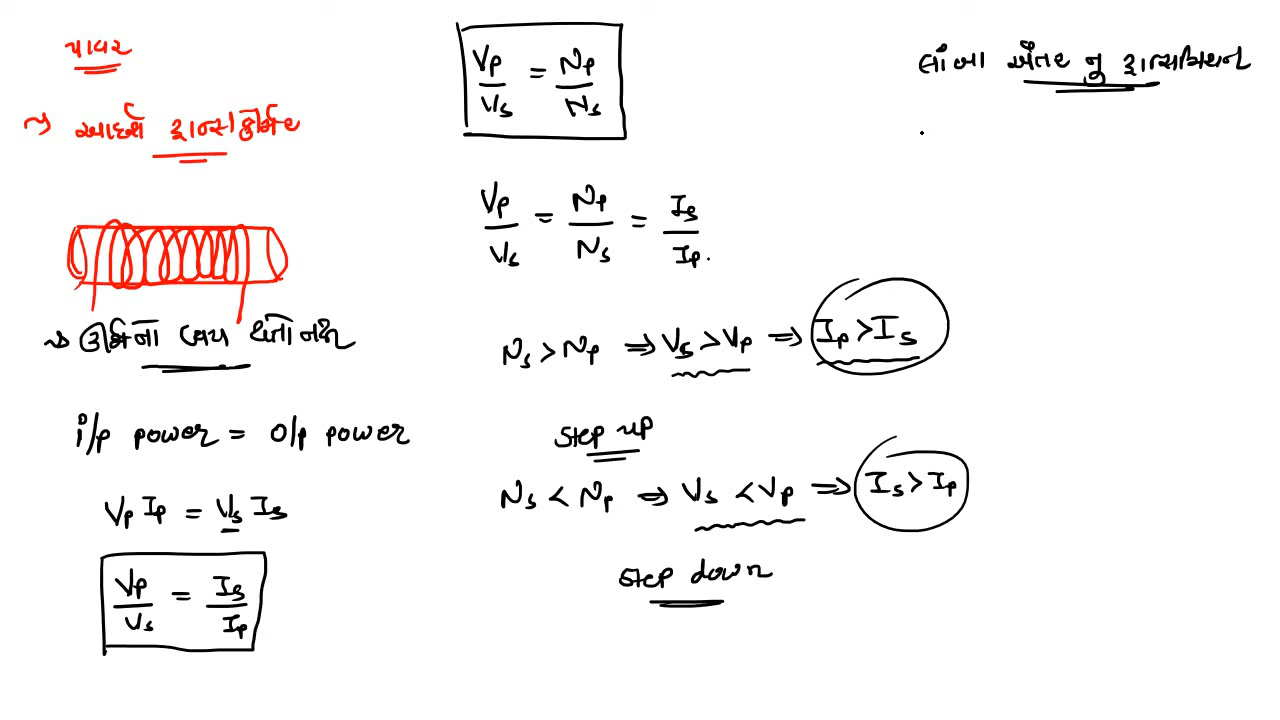 પાવર
~> આદર્શ ટ્રાન્સફોર્મર
~> ઊર્જાનો વ્યય થતો નથી
i/p power = o/p power
Vp Ip = Vs Is
Vp/Vs = Is/Ip
Vp/Vs = Np/Ns
Vp/Vs = Np/Ns = Is/Ip.
Ns > Np ⇒ Vs > Vp ⇒ Ip > Is
Step up
Ns < Np ⇒ Vs < Vp ⇒ Is > Ip
Step down
લાંબા અંતર નુ ટ્રાન્સમિશન